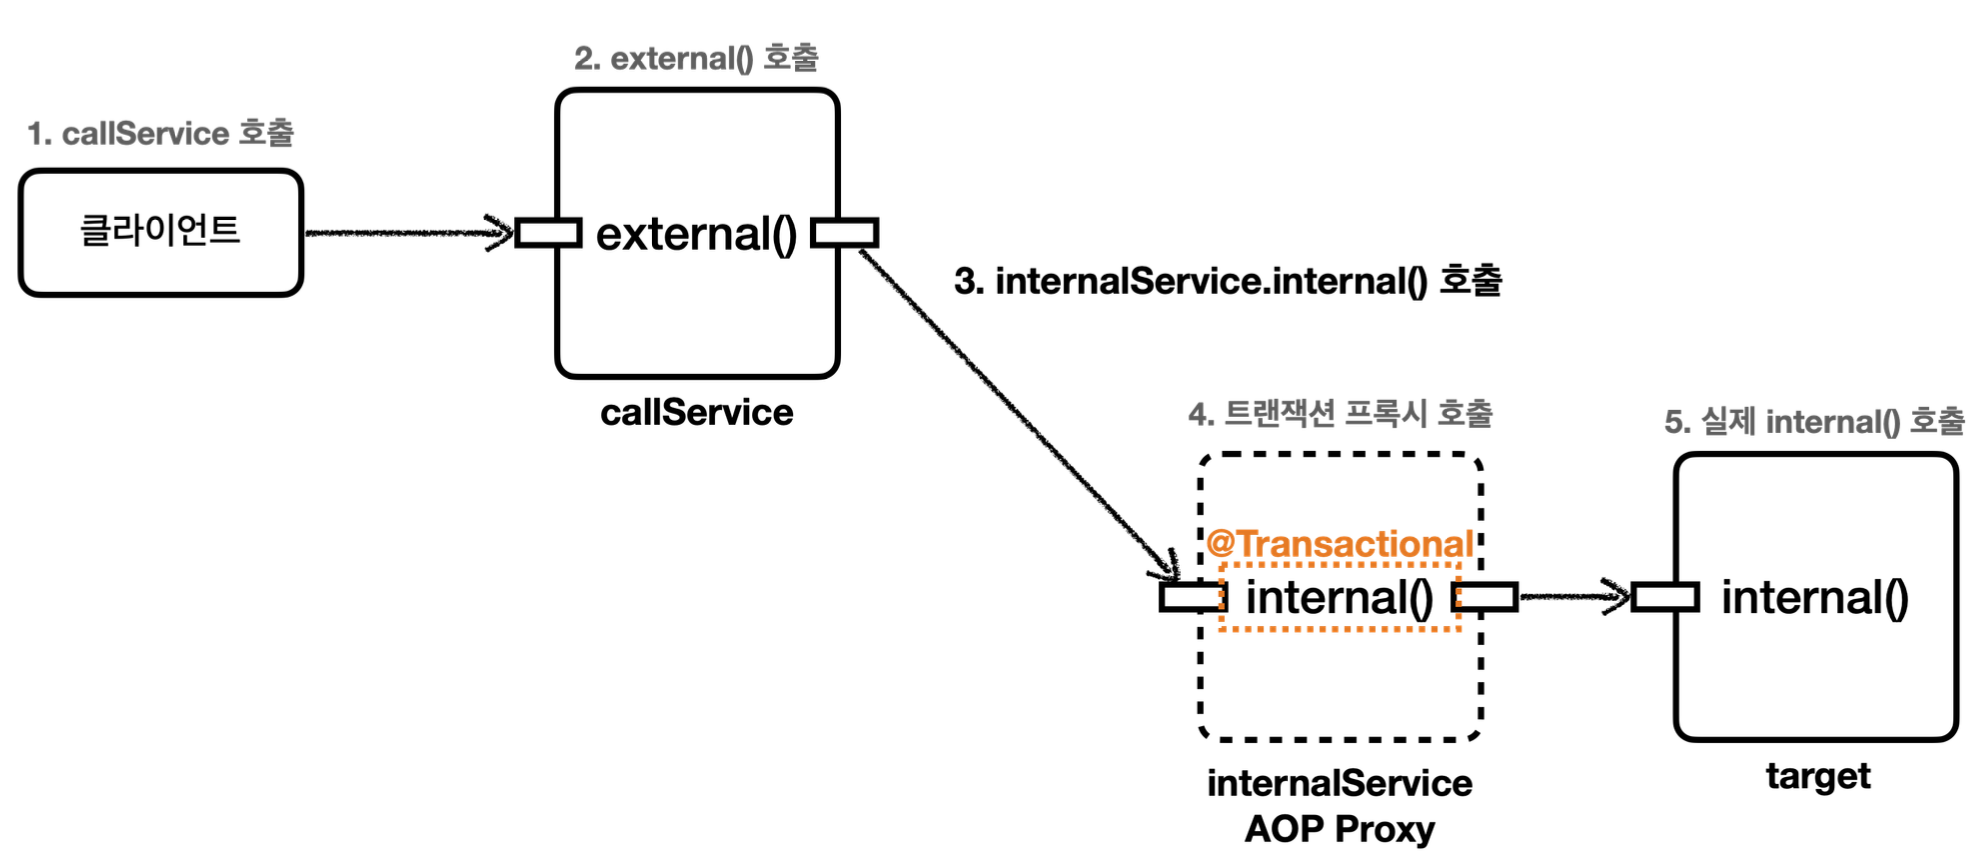 1. callService 호출
클라이언트
2. external() 호출
external()
callService
3. internalService.internal() 호출
4. 트랜잭션 프록시 호출
@Transactional
internal()
internalService
AOP Proxy
5. 실제 internal() 호출
internal()
target